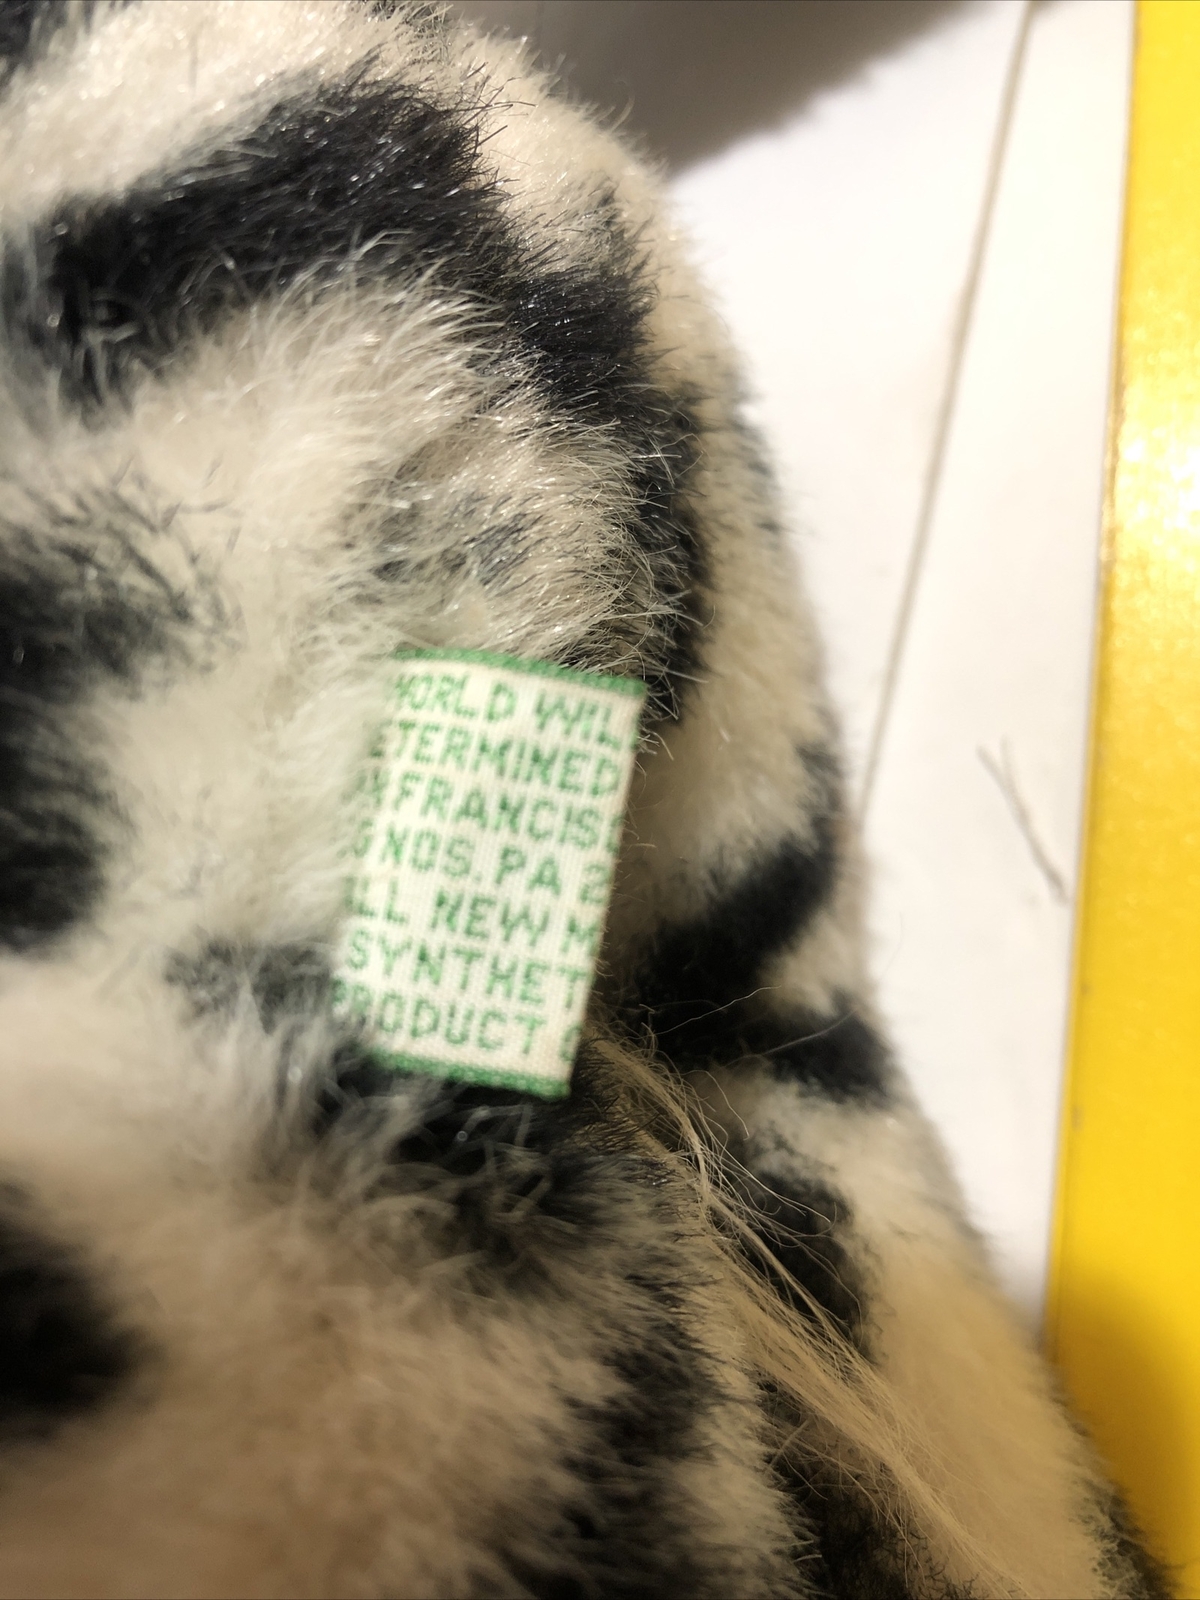 WORLD WIL
ETERMINED
N FRANCIS
G NOS. PA 2
LL NEW M
SYNTHET
PRODUCT